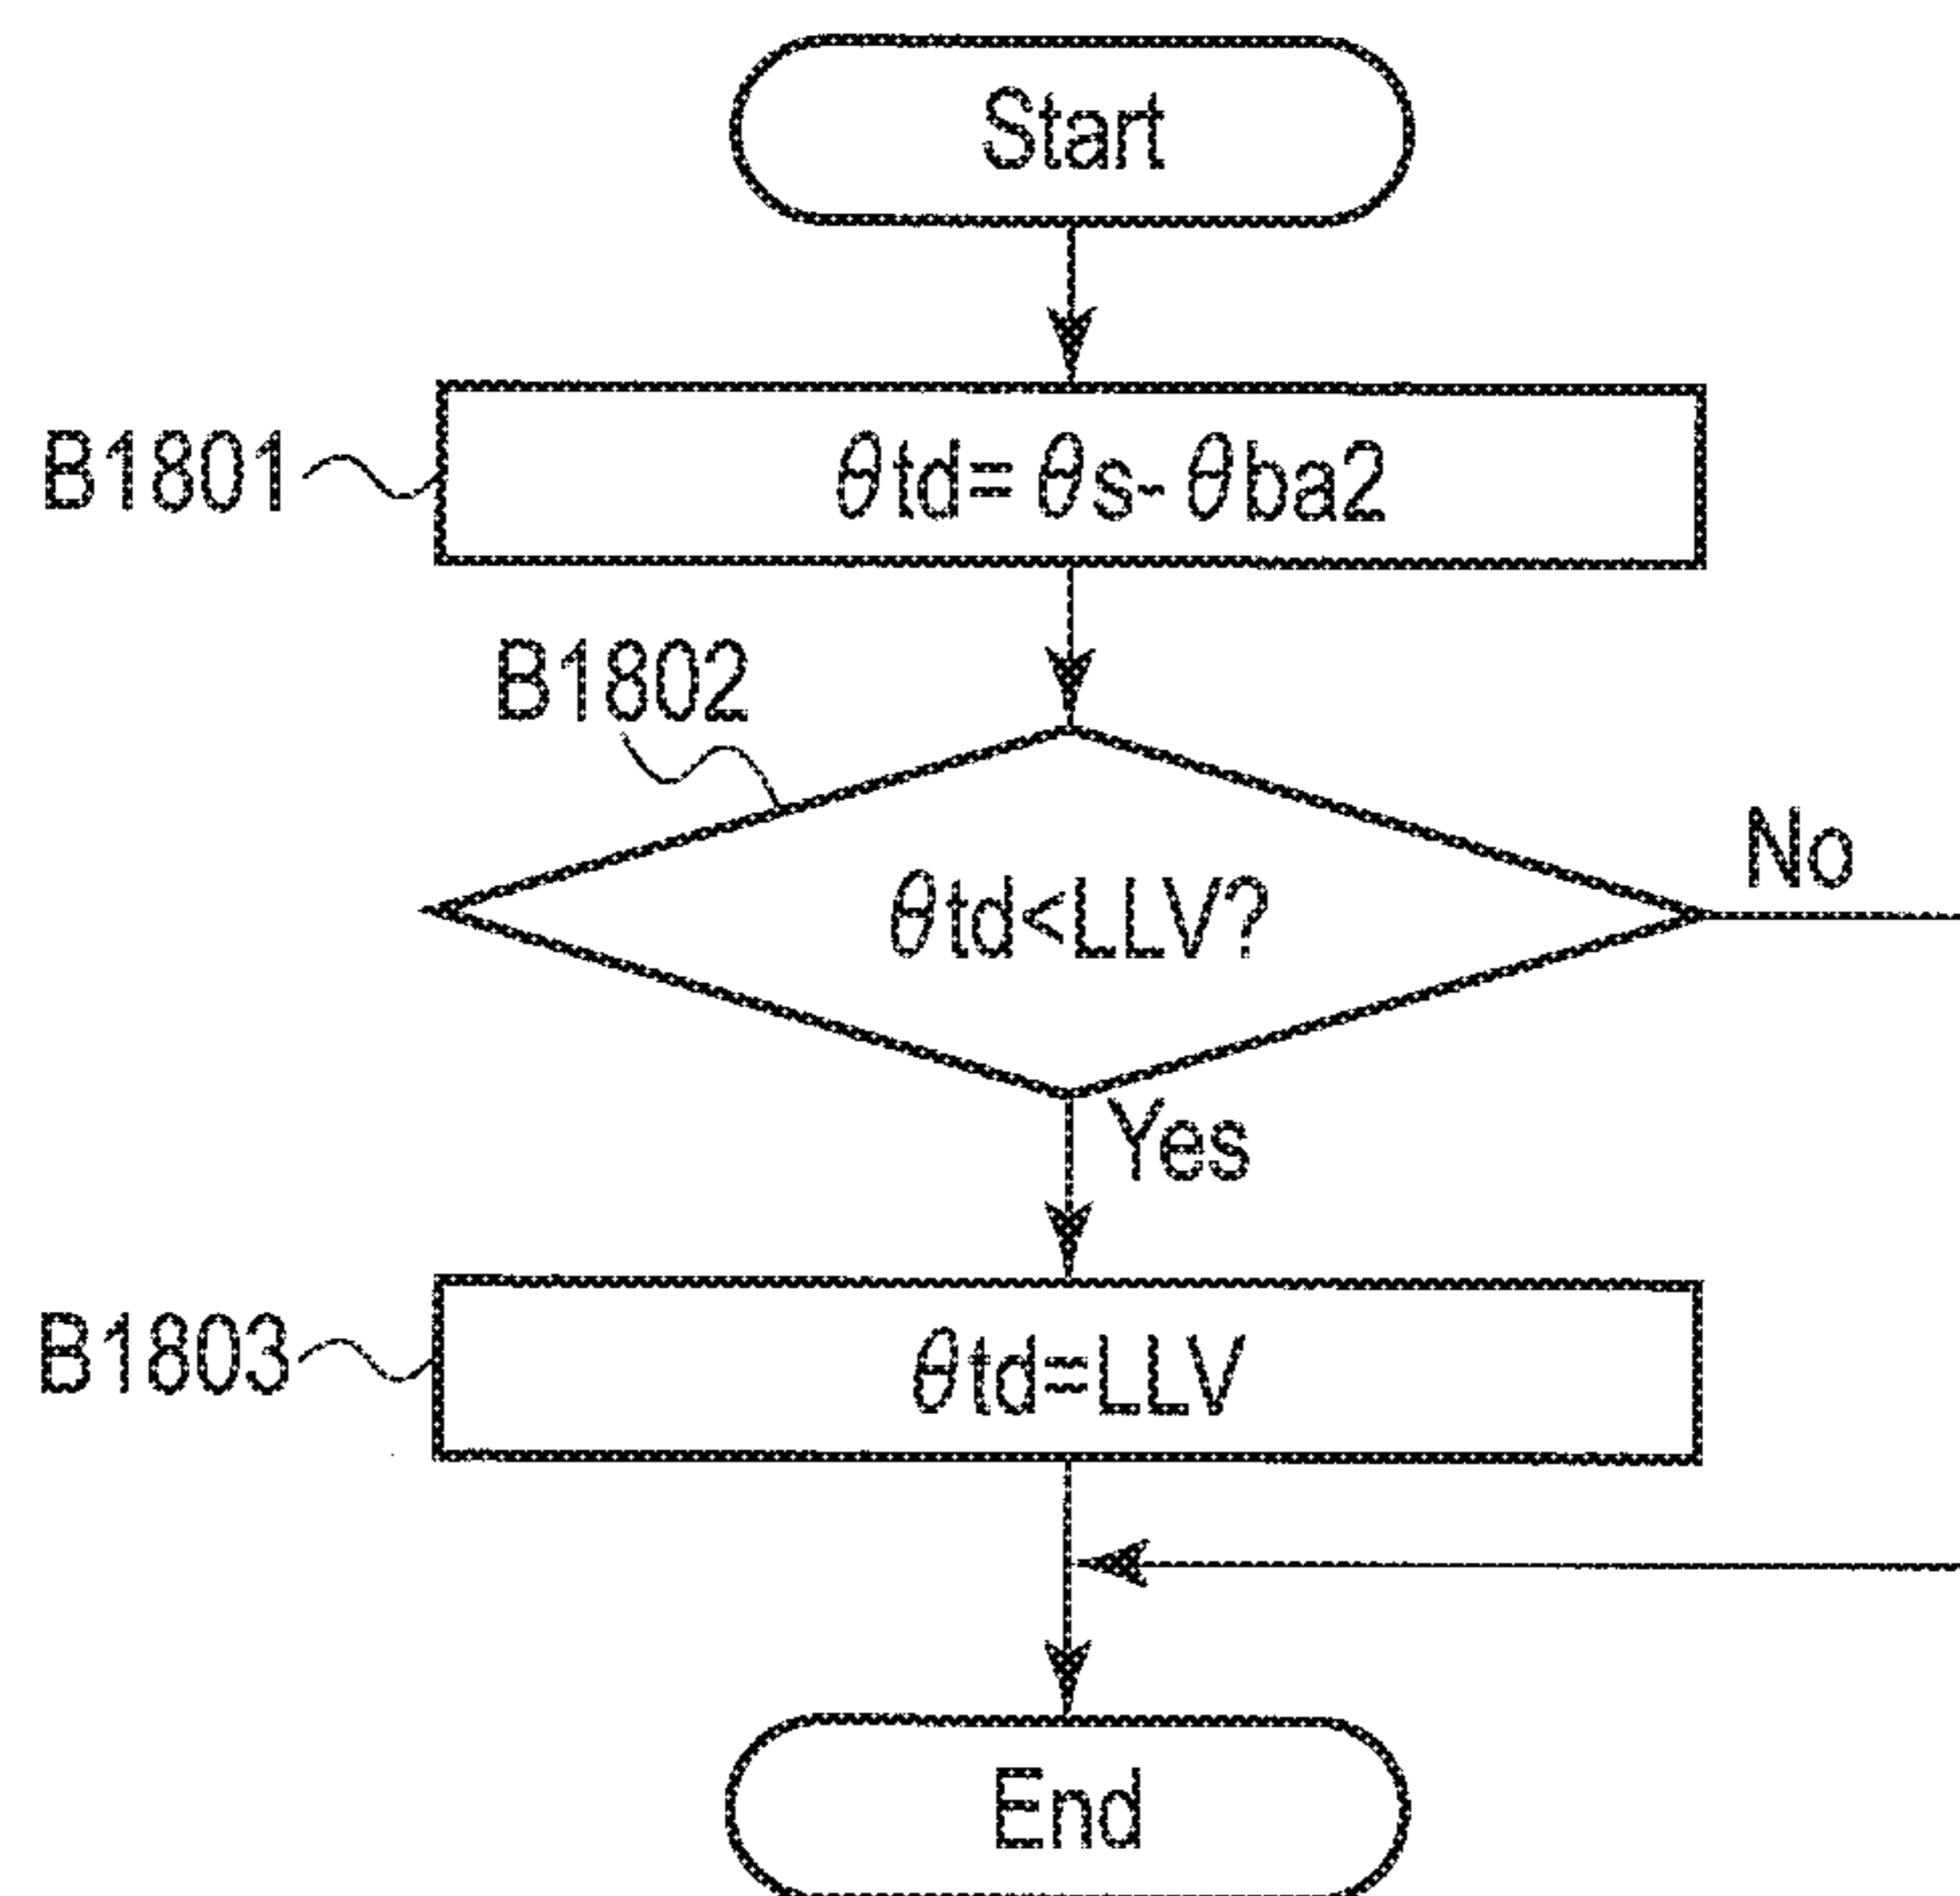 Start
B1801
θtd= θs- θba2
B1802
No
θtd<LLV?
Yes
B1803
θtd=LLV
End